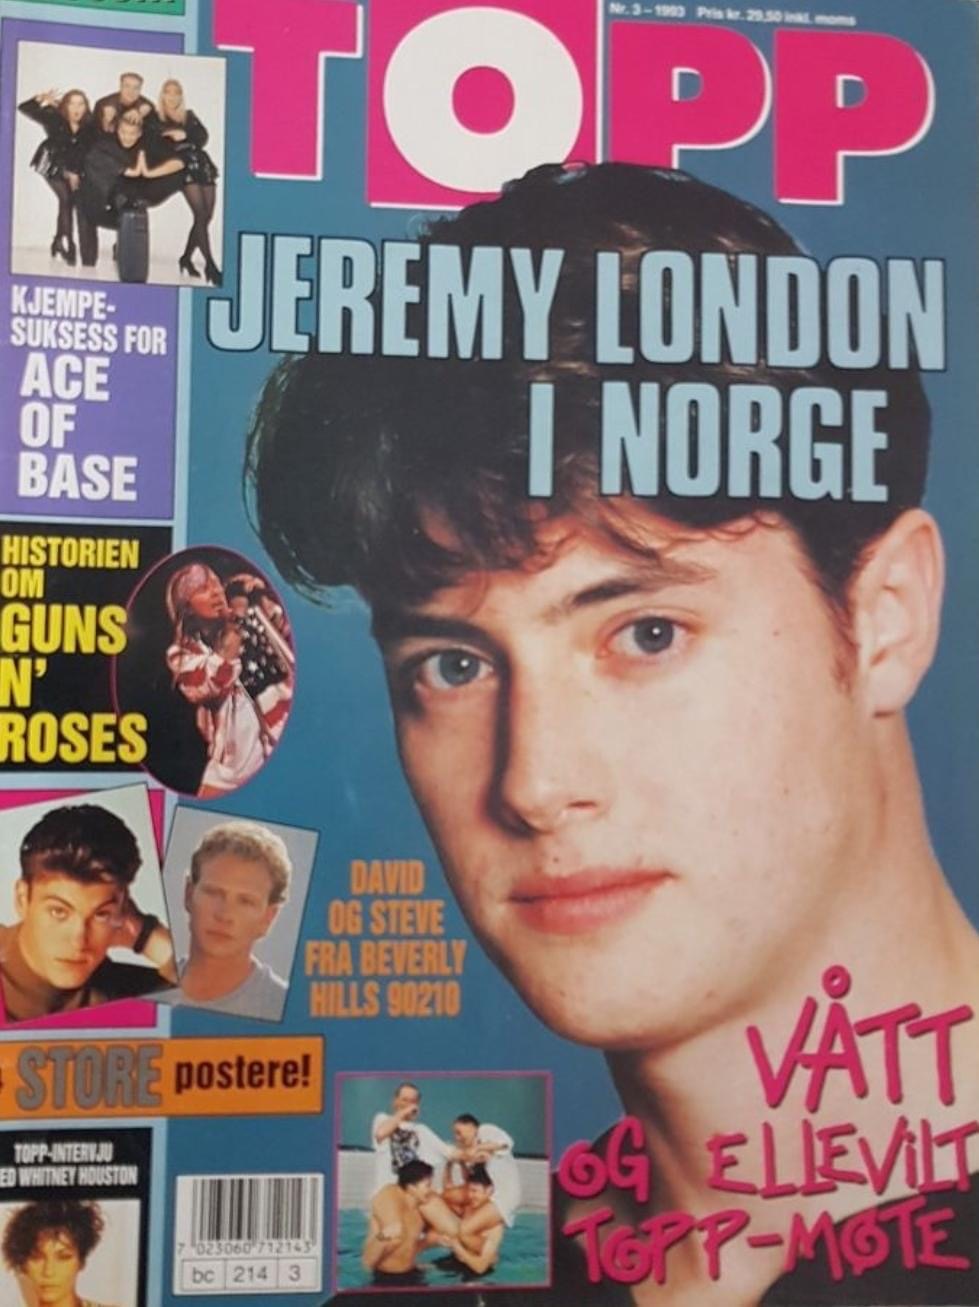 Nr. 3 - 1993 Pris kr. 29,50 inkl. moms
TOPP
JEREMY LONDON
I NORGE
KJEMPE-
SUKSESS FOR
ACE
OF
BASE
HISTORIEN
OM
GUNS
N'
ROSES
DAVID
OG STEVE
FRA BEVERLY
HILLS 90210
STORE postere!
TOPP-INTERVJU
ED WHITNEY HOUSTON
7 023060 712143
bc 214 3
VÅTT
OG ELLEVILT
TOPP-MØTE